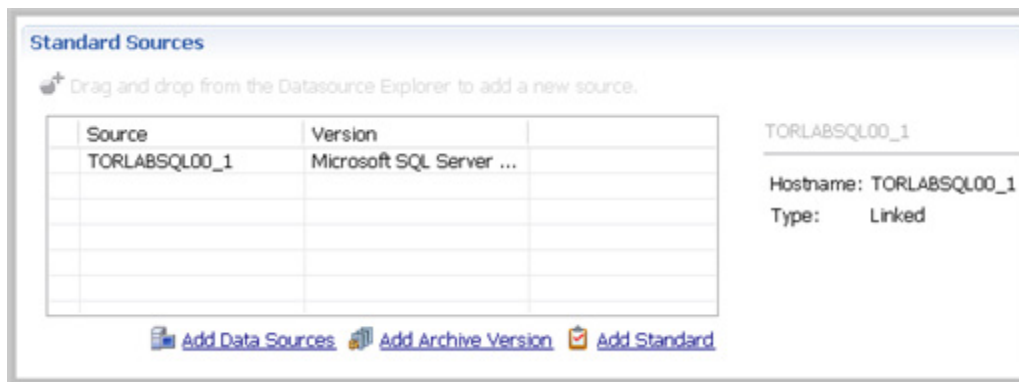 Standard Sources
Drag and drop from the Datasource Explorer to add a new source.
Source Version
TORLABSQL00_1 Microsoft SQL Server ...
Add Data Sources Add Archive Version Add Standard
TORLABSQL00_1
Hostname: TORLABSQL00_1
Type: Linked